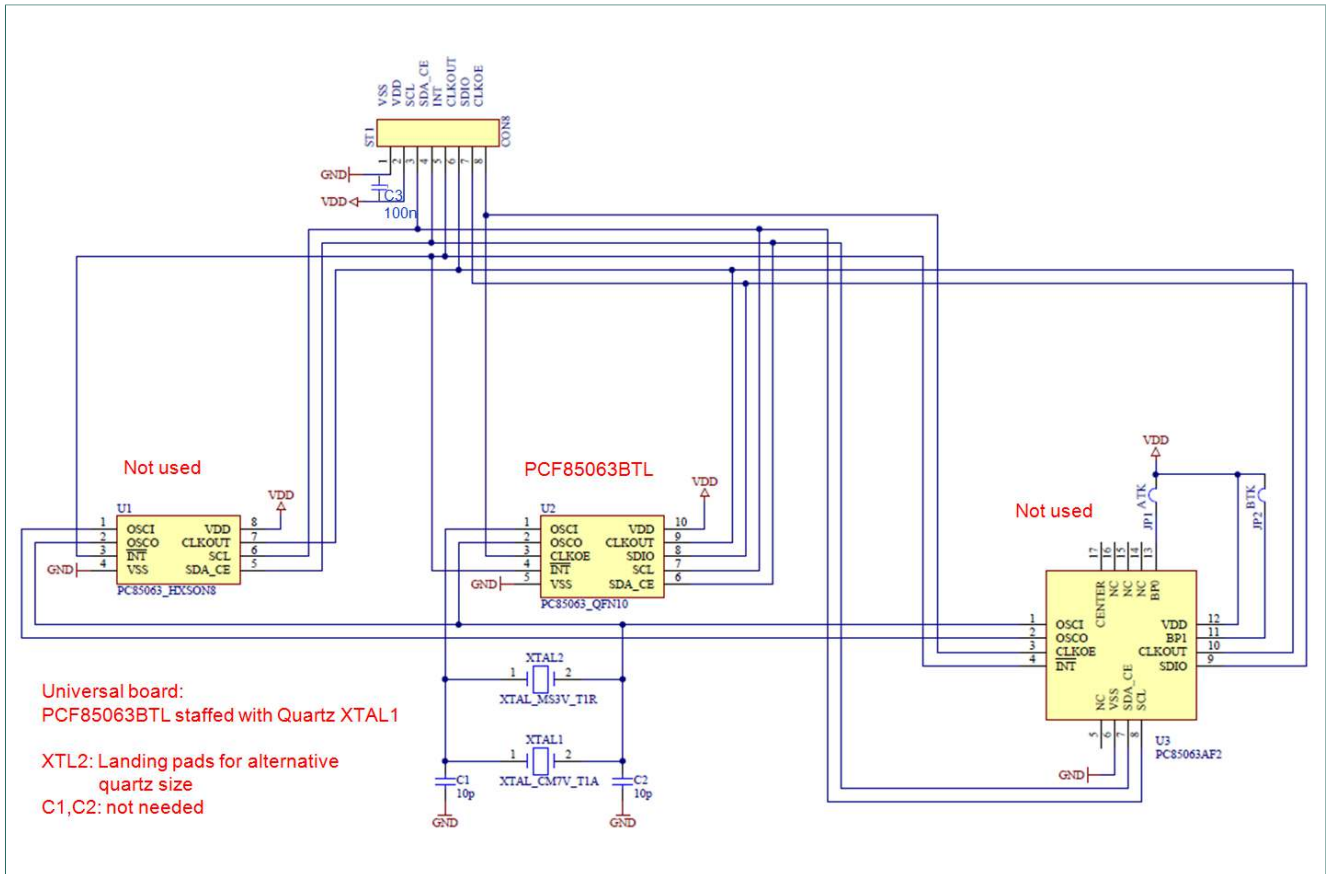 VSS
VDD
SCL
SDA_CE
INT
CLKOUT
SDIO
CLKOE
ST1
CON8
1
2
3
4
5
6
7
8
GND
VDD
C3
100n
Not used
U1
VDD
1 OSCI VDD 8
2 OSCO CLKOUT 7
3 INT SCL 6
4 VSS SDA_CE 5
GND
PC85063_HXSON8
PCF85063BTL
U2
VDD
1 OSCI VDD 10
2 OSCO CLKOUT 9
3 CLKOE SDIO 8
4 INT SCL 7
5 VSS SDA_CE 6
GND
PC85063_QFN10
Not used
VDD
JP1 ATK
JP2 BTK
17
16
15
14
13
CENTER
NC
NC
NC
BP0
1 OSCI VDD 12
2 OSCO BP1 11
3 CLKOE CLKOUT 10
4 INT SDIO 9
NC
VSS
SDA_CE
SCL
5
6
7
8
GND
U3
PC85063AF2
XTAL2
1 2
XTAL_MS3V_T1R
XTAL1
1 2
XTAL_CM7V_T1A
C1
10p
GND
C2
10p
GND
Universal board:
PCF85063BTL staffed with Quartz XTAL1
XTL2: Landing pads for alternative
quartz size
C1,C2: not needed